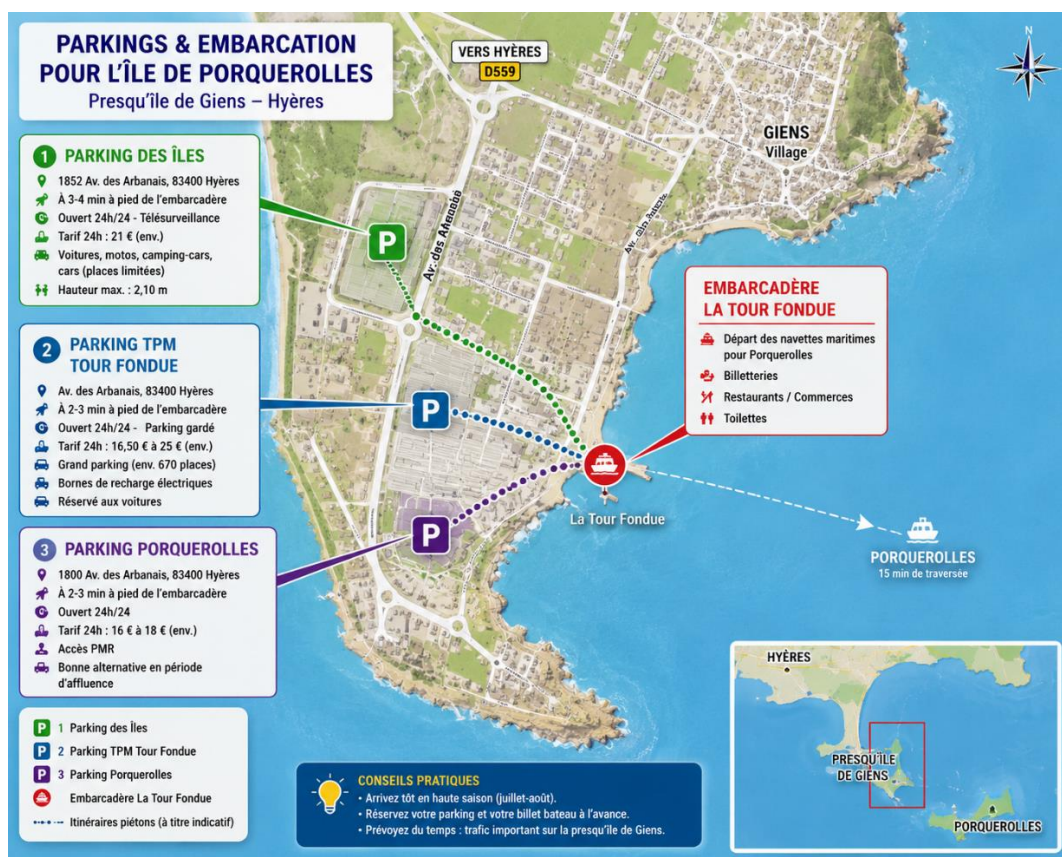 PARKINGS & EMBARCATION
POUR L'ÎLE DE PORQUEROLLES
Presqu'île de Giens – Hyères
VERS HYÈRES
D559
N
GIENS
Village
1 PARKING DES ÎLES
1852 Av. des Arbanais, 83400 Hyères
À 3-4 min à pied de l'embarcadère
Ouvert 24h/24 - Télésurveillance
Tarif 24h : 21 € (env.)
Voitures, motos, camping-cars,
cars (places limitées)
Hauteur max. : 2,10 m
P
Av. des
2 PARKING TPM
TOUR FONDUE
Av. des Arbanais, 83400 Hyères
À 2-3 min à pied de l'embarcadère
Ouvert 24h/24 - Parking gardé
Tarif 24h : 16,50 € à 25 € (env.)
Grand parking (env. 670 places)
Bornes de recharge électriques
Réservé aux voitures
P
3 PARKING PORQUEROLLES
1800 Av. des Arbanais, 83400 Hyères
À 2-3 min à pied de l'embarcadère
Ouvert 24h/24
Tarif 24h : 16 € à 18 € (env.)
Accès PMR
Bonne alternative en période
d'affluence
P
EMBARCADÈRE
LA TOUR FONDUE
Départ des navettes maritimes
pour Porquerolles
Billetteries
Restaurants / Commerces
Toilettes
La Tour Fondue
PORQUEROLLES
15 min de traversée
P 1 Parking des Îles
P 2 Parking TPM Tour Fondue
P 3 Parking Porquerolles
Embarcadère La Tour Fondue
Itinéraires piétons (à titre indicatif)
CONSEILS PRATIQUES
• Arrivez tôt en haute saison (juillet-août).
• Réservez votre parking et votre billet bateau à l'avance.
• Prévoyez du temps : trafic important sur la presqu'île de Giens.
HYÈRES
PRESQU'ÎLE
DE GIENS
PORQUEROLLES